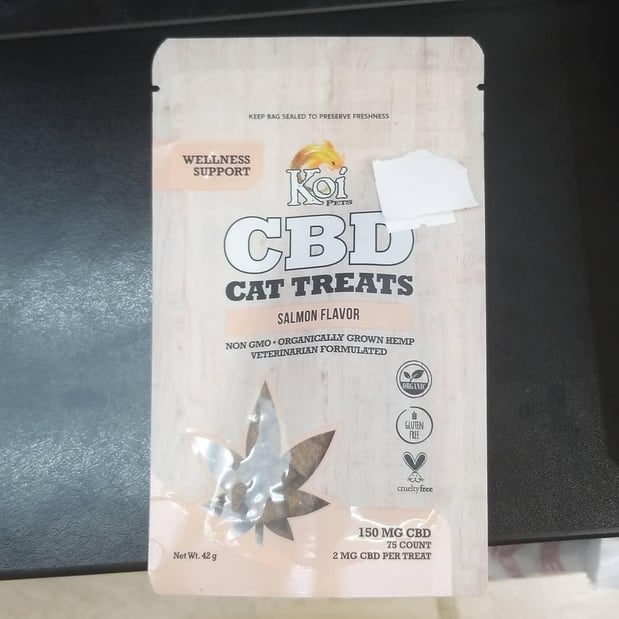 KEEP BAG SEALED TO PRESERVE FRESHNESS
WELLNESS
SUPPORT
Koi
PETS
CBD
CAT TREATS
SALMON FLAVOR
NON GMO • ORGANICALLY GROWN HEMP
VETERINARIAN FORMULATED
ORGANIC
GLUTEN
FREE
crueltyfree
150 MG CBD
75 COUNT
2 MG CBD PER TREAT
Net Wt. 42 g